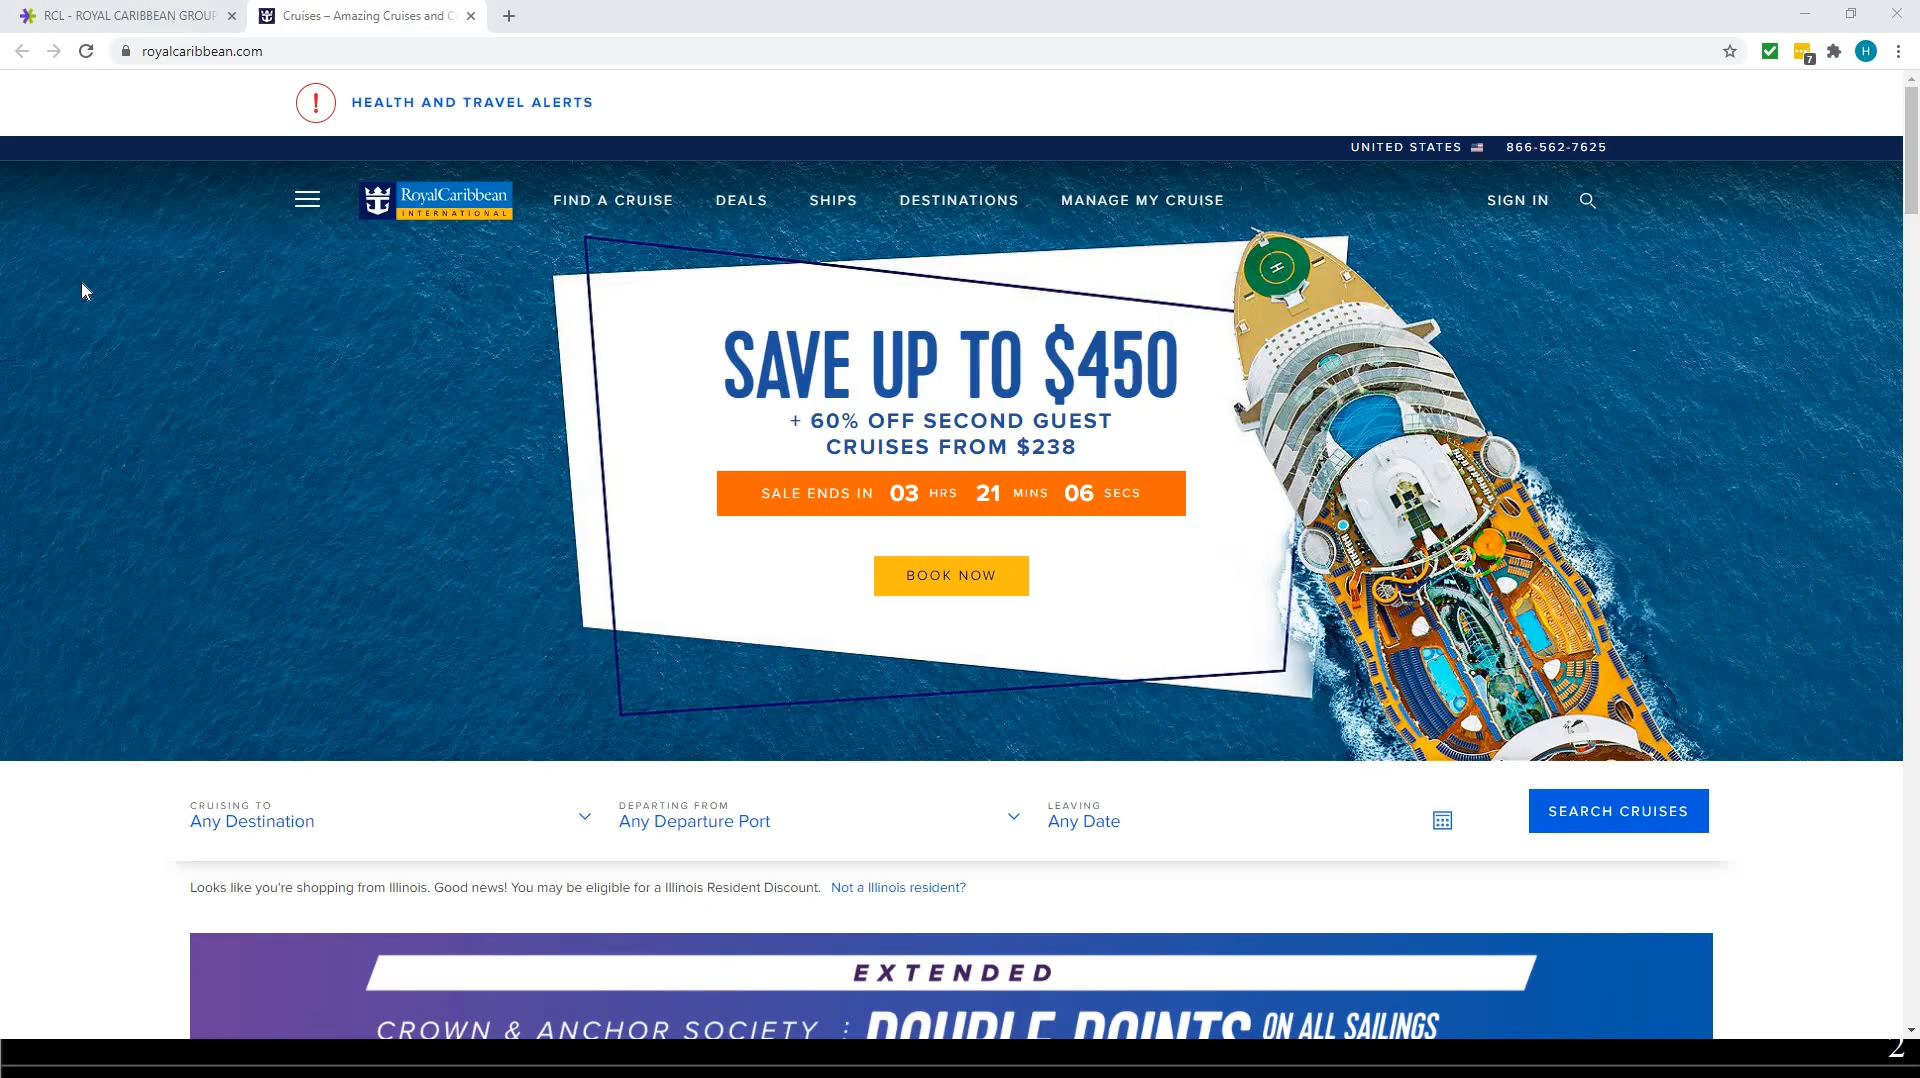 RCL - ROYAL CARIBBEAN GROUP
Cruises – Amazing Cruises and C
royalcaribbean.com
7
H
! HEALTH AND TRAVEL ALERTS
UNITED STATES 866-562-7625
RoyalCaribbean
INTERNATIONAL
FIND A CRUISE DEALS SHIPS DESTINATIONS MANAGE MY CRUISE SIGN IN
H
SAVE UP TO $450
+ 60% OFF SECOND GUEST
CRUISES FROM $238
SALE ENDS IN 03 HRS 21 MINS 06 SECS
BOOK NOW
CRUISING TO DEPARTING FROM LEAVING
Any Destination Any Departure Port Any Date
SEARCH CRUISES
Looks like you're shopping from Illinois. Good news! You may be eligible for a Illinois Resident Discount. Not a Illinois resident?
EXTENDED
CROWN & ANCHOR SOCIETY DOUBLE POINTS ON ALL SAILINGS
2